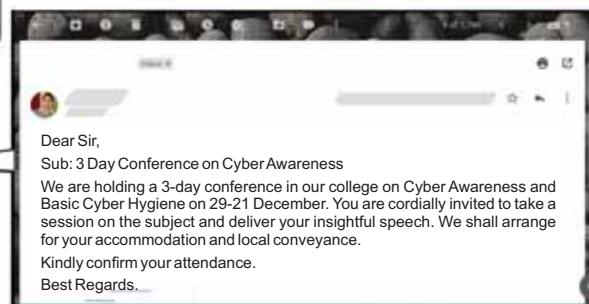 Dear Sir,
Sub: 3 Day Conference on Cyber Awareness
We are holding a 3-day conference in our college on Cyber Awareness and
Basic Cyber Hygiene on 29-21 December. You are cordially invited to take a
session on the subject and deliver your insightful speech. We shall arrange
for your accommodation and local conveyance.
Kindly confirm your attendance.
Best Regards.